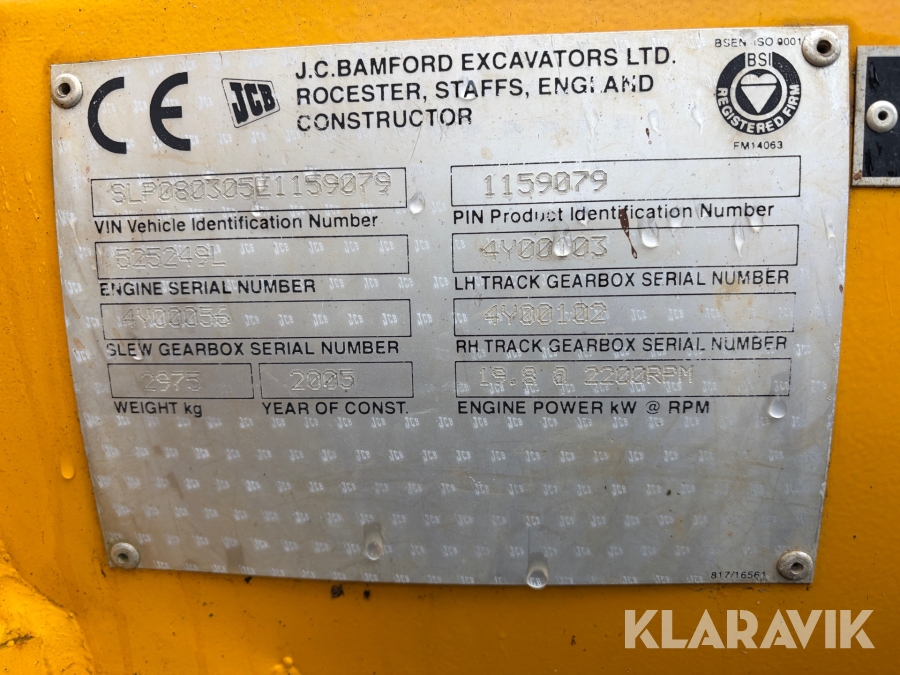 J.C.BAMFORD EXCAVATORS LTD.
ROCESTER, STAFFS, ENGLAND
CONSTRUCTOR
CE
JCB
BSEN ISO 9001
BSI
REGISTERED FIRM
FM14063
SLP080305E1159079
VIN Vehicle Identification Number
1159079
PIN Product Identification Number
525249L
ENGINE SERIAL NUMBER
4Y00103
LH TRACK GEARBOX SERIAL NUMBER
4Y00056
SLEW GEARBOX SERIAL NUMBER
4Y00102
RH TRACK GEARBOX SERIAL NUMBER
2975
WEIGHT kg
2005
YEAR OF CONST.
19.8 @ 2200RPM
ENGINE POWER kW @ RPM
817/16561
KLARAVIK